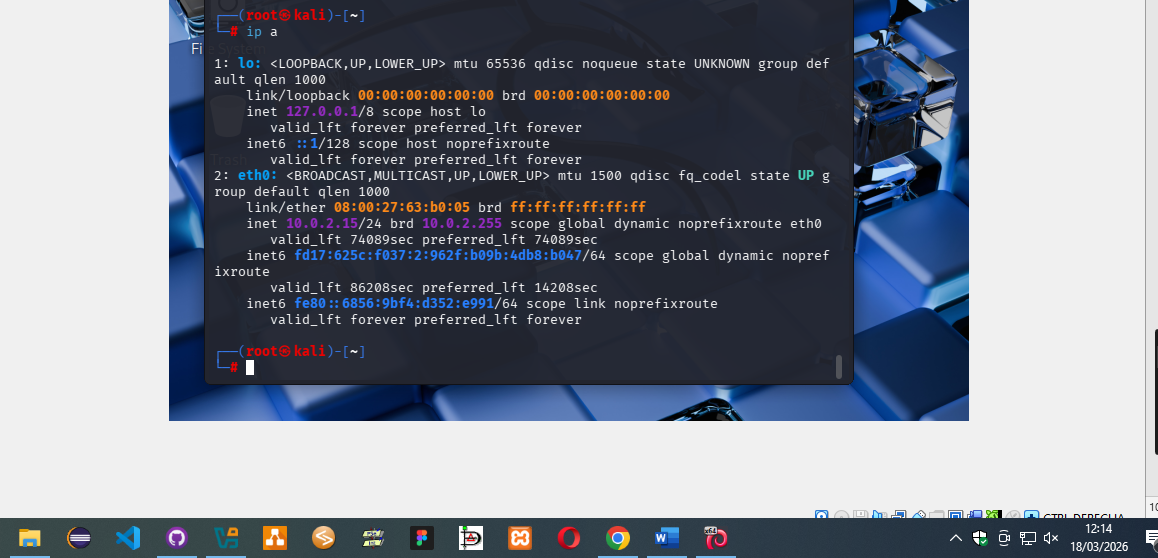 ┌──(root㉿kali)-[~]
└─# ip a
File System
1: lo: <LOOPBACK,UP,LOWER_UP> mtu 65536 qdisc noqueue state UNKNOWN group def
ault qlen 1000
    link/loopback 00:00:00:00:00:00 brd 00:00:00:00:00:00
    inet 127.0.0.1/8 scope host lo
       valid_lft forever preferred_lft forever
    inet6 ::1/128 scope host noprefixroute
       valid_lft forever preferred_lft forever
Trash
2: eth0: <BROADCAST,MULTICAST,UP,LOWER_UP> mtu 1500 qdisc fq_codel state UP g
roup default qlen 1000
    link/ether 08:00:27:63:b0:05 brd ff:ff:ff:ff:ff:ff
    inet 10.0.2.15/24 brd 10.0.2.255 scope global dynamic noprefixroute eth0
       valid_lft 74089sec preferred_lft 74089sec
    inet6 fd17:625c:f037:2:962f:b09b:4db8:b047/64 scope global dynamic nopref
ixroute
       valid_lft 86208sec preferred_lft 14208sec
    inet6 fe80::6856:9bf4:d352:e991/64 scope link noprefixroute
       valid_lft forever preferred_lft forever
┌──(root㉿kali)-[~]
└─#
CTRL DERECHA
12:14
18/03/2026